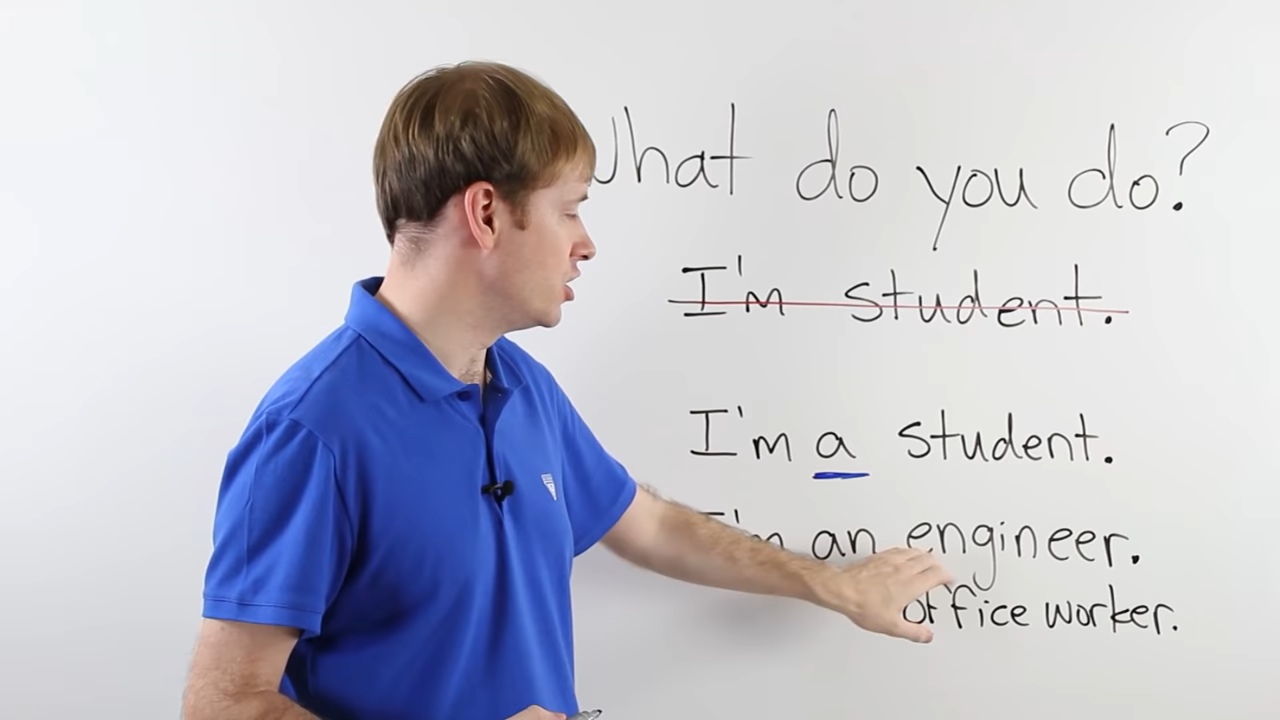 What do you do?
I'm student.
I'm a student.
I'm an engineer.
office worker.